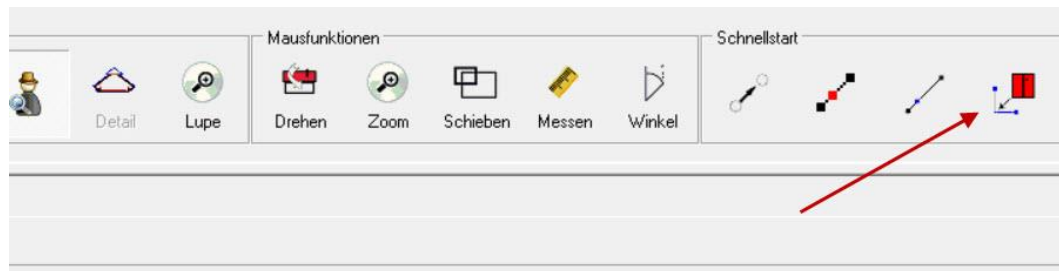 Mausfunktionen
Schnellstart
Detail
Lupe
Drehen
Zoom
Schieben
Messen
Winkel